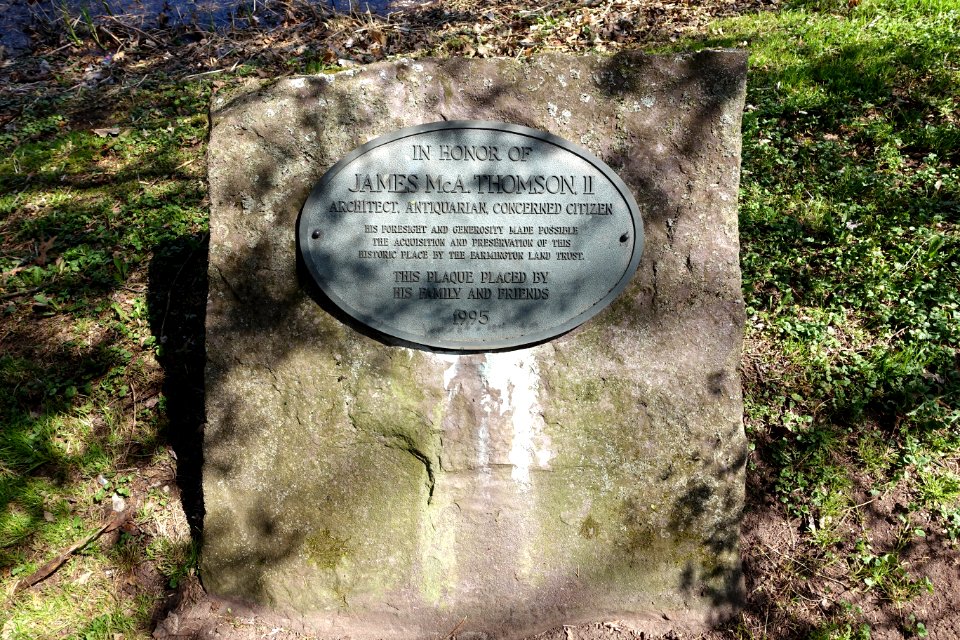 IN HONOR OF
JAMES McA. THOMSON, II
ARCHITECT, ANTIQUARIAN, CONCERNED CITIZEN
HIS FORESIGHT AND GENEROSITY MADE POSSIBLE
THE ACQUISITION AND PRESERVATION OF THIS
HISTORIC PLACE BY THE FARMINGTON LAND TRUST.
THIS PLAQUE PLACED BY
HIS FAMILY AND FRIENDS
1995